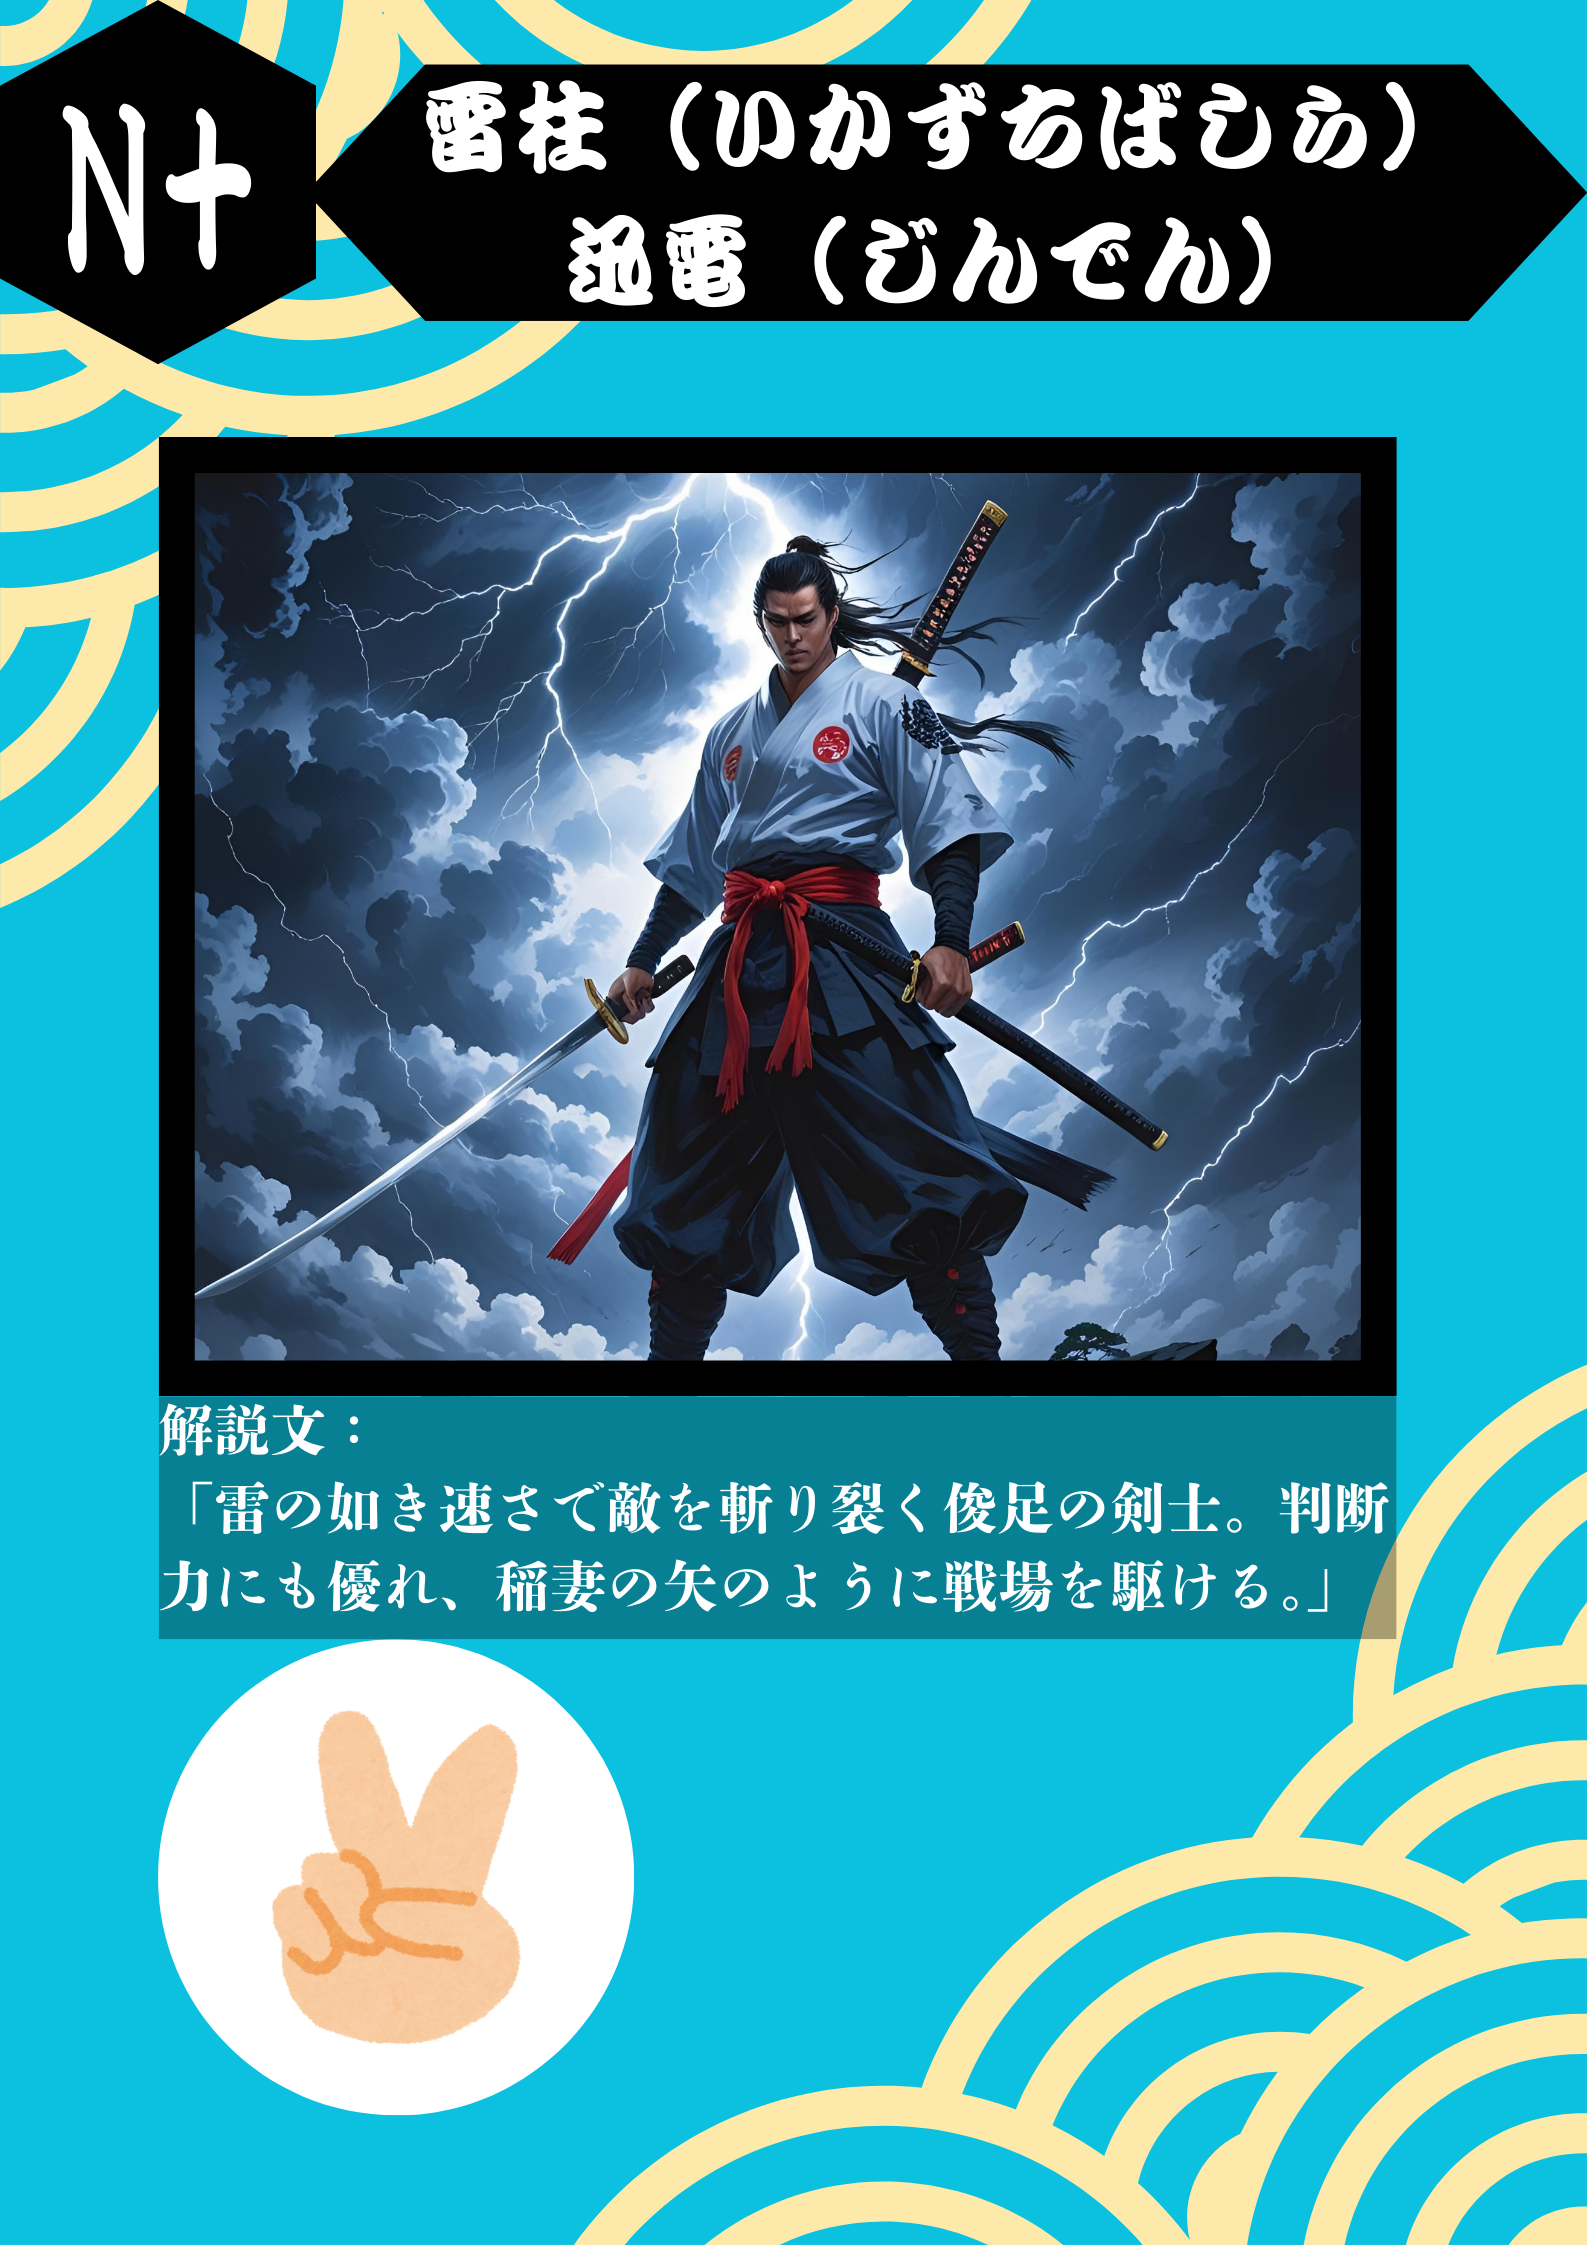 N+
雷柱（いかずちばしら）
迅電（じんでん）
解説文：
「雷の如き速さで敵を斬り裂く俊足の剣士。判断
力にも優れ、稲妻の矢のように戦場を駆ける。」